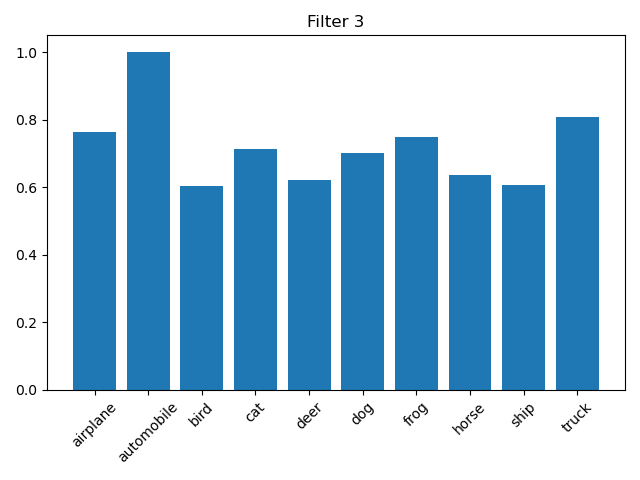 Filter 3
1.0
0.8
0.6
0.4
0.2
0.0
airplane
automobile
bird
cat
deer
dog
frog
horse
ship
truck